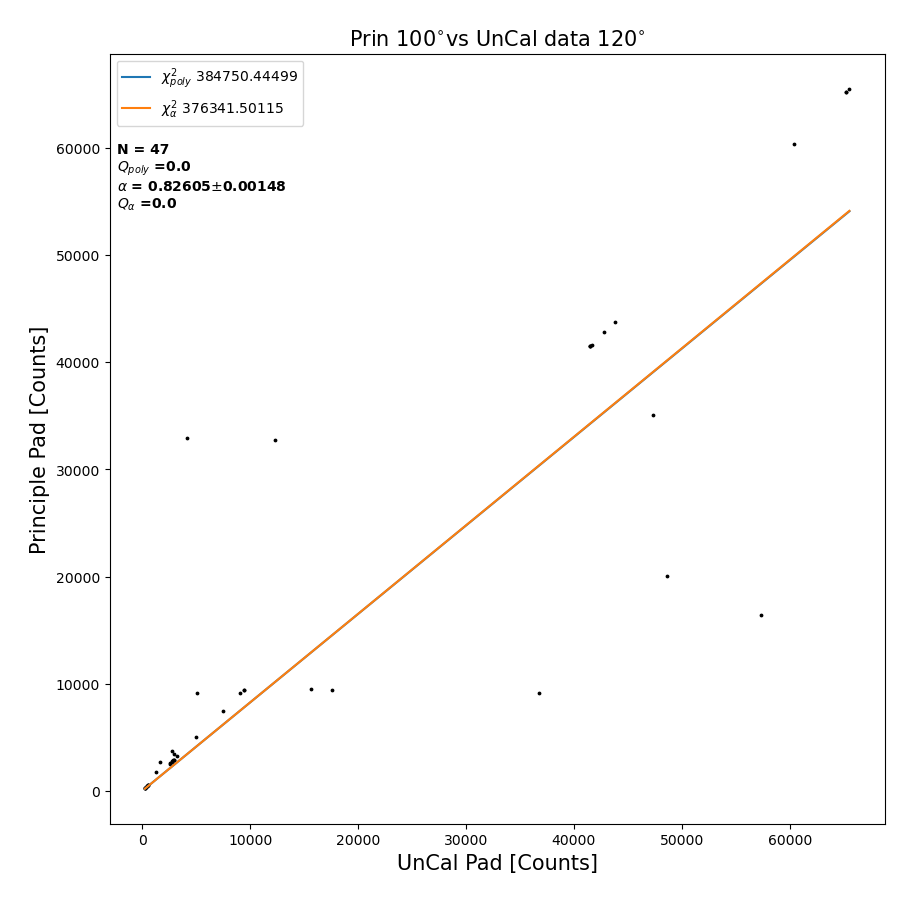 Prin 100°vs UnCal data 120°
χ²poly 384750.44499
χ²α 376341.50115
N = 47
Qpoly =0.0
α = 0.82605±0.00148
Qα =0.0
60000
50000
40000
30000
20000
10000
0
Principle Pad [Counts]
0 10000 20000 30000 40000 50000 60000
UnCal Pad [Counts]